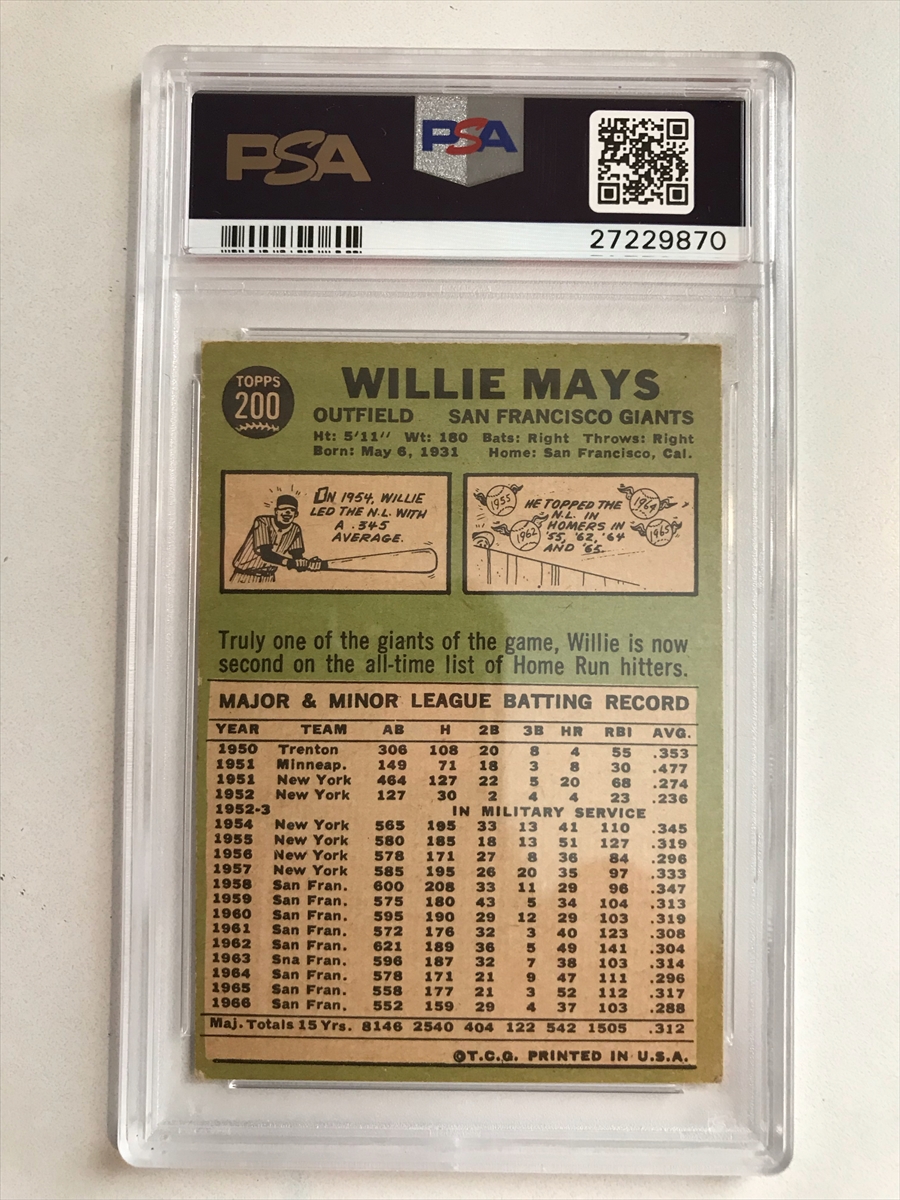 PSA
PSA
27229870
TOPPS
200
WILLIE MAYS
OUTFIELD SAN FRANCISCO GIANTS
Ht: 5'11" Wt: 180 Bats: Right Throws: Right
Born: May 6, 1931 Home: San Francisco, Cal.
IN 1954, WILLIE
LED THE N.L. WITH
A .345
AVERAGE.
HE TOPPED THE
N.L. IN
HOMERS IN
'55, '62, '64
AND '65.
1955
1962
1964
1965
Truly one of the giants of the game, Willie is now
second on the all-time list of Home Run hitters.
MAJOR & MINOR LEAGUE BATTING RECORD
YEAR TEAM AB H 2B 3B HR RBI AVG.
1950 Trenton 306 108 20 8 4 55 .353
1951 Minneap. 149 71 18 3 8 30 .477
1951 New York 464 127 22 5 20 68 .274
1952 New York 127 30 2 4 4 23 .236
1952-3 IN MILITARY SERVICE
1954 New York 565 195 33 13 41 110 .345
1955 New York 580 185 18 13 51 127 .319
1956 New York 578 171 27 8 36 84 .296
1957 New York 585 195 26 20 35 97 .333
1958 San Fran. 600 208 33 11 29 96 .347
1959 San Fran. 575 180 43 5 34 104 .313
1960 San Fran. 595 190 29 12 29 103 .319
1961 San Fran. 572 176 32 3 40 123 .308
1962 San Fran. 621 189 36 5 49 141 .304
1963 Sna Fran. 596 187 32 7 38 103 .314
1964 San Fran. 578 171 21 9 47 111 .296
1965 San Fran. 558 177 21 3 52 112 .317
1966 San Fran. 552 159 29 4 37 103 .288
Maj. Totals 15 Yrs. 8146 2540 404 122 542 1505 .312
©T.C.G. PRINTED IN U.S.A.